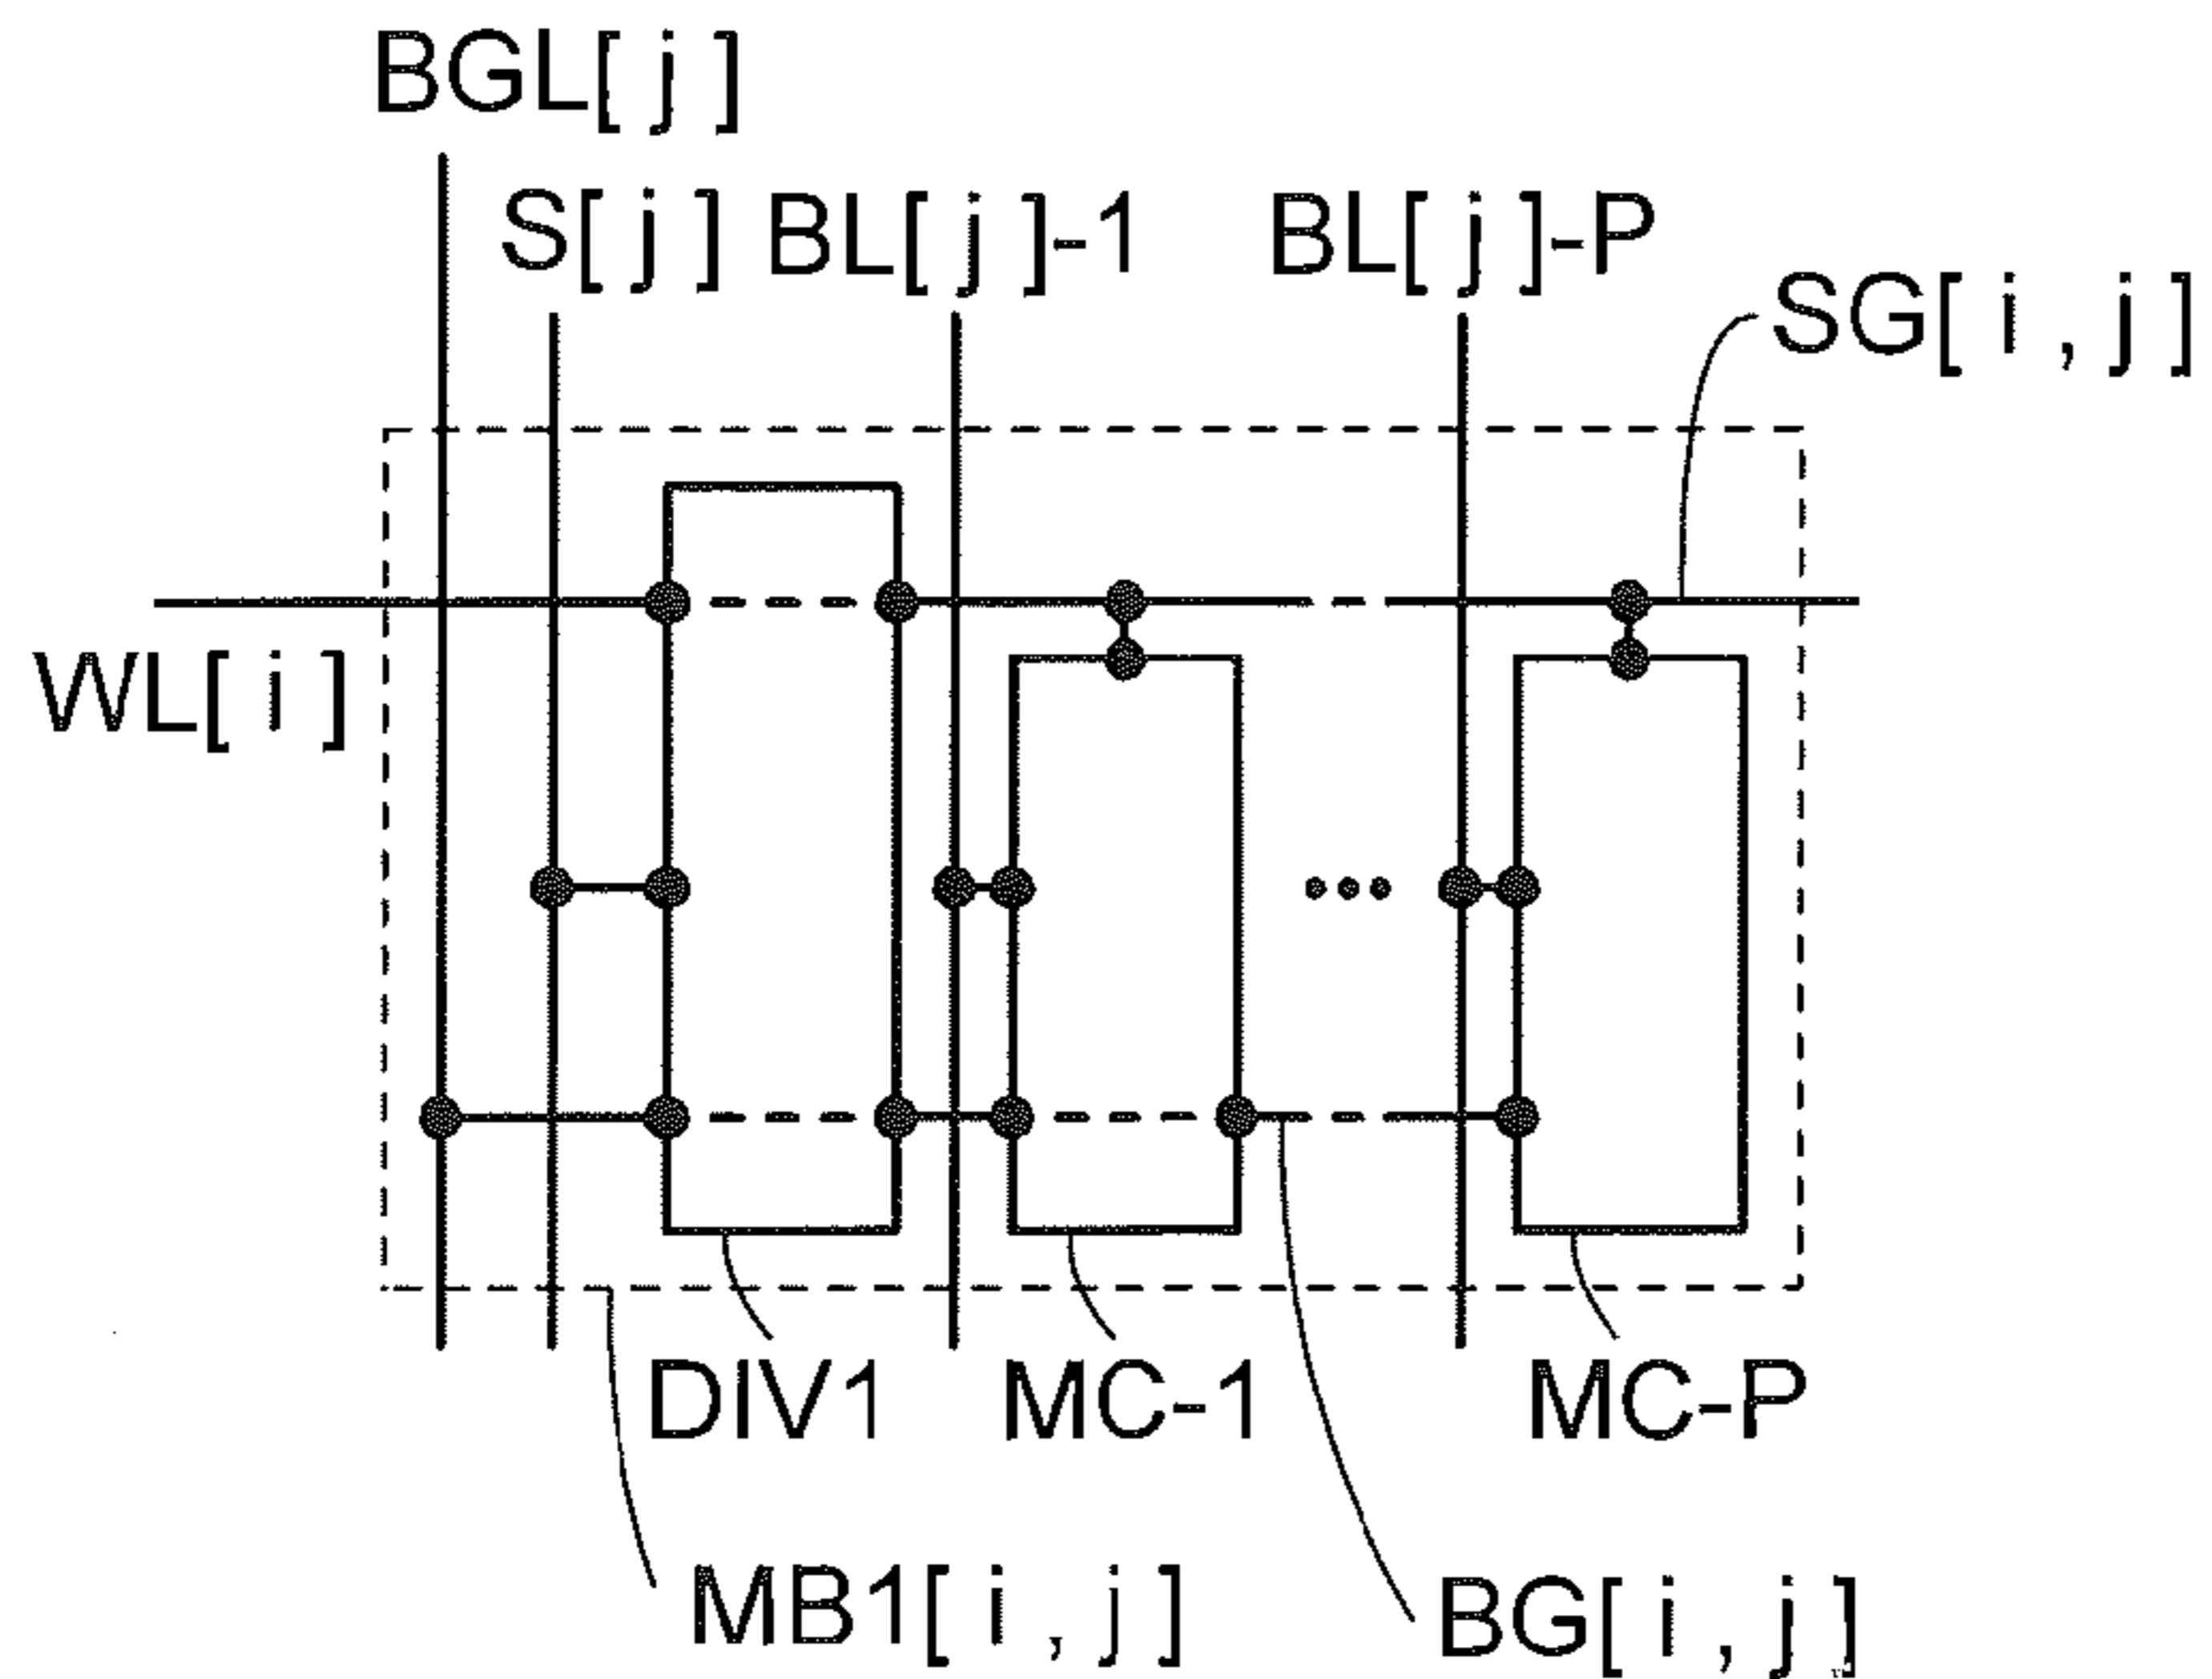 BGL[ j ]
S[ j ] BL[ j ]-1 BL[ j ]-P
SG[ i , j ]
WL[ i ]
DIV1 MC-1 MC-P
MB1[ i , j ] BG[ i , j ]